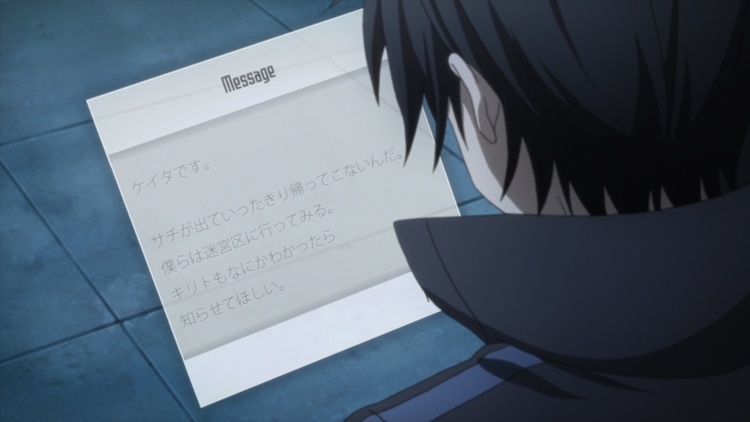 Message
ケイタです。
サチが出ていったきり帰ってこないんだ。
僕らは迷宮区に行ってみる。
キリトもなにかわかったら
知らせてほしい。